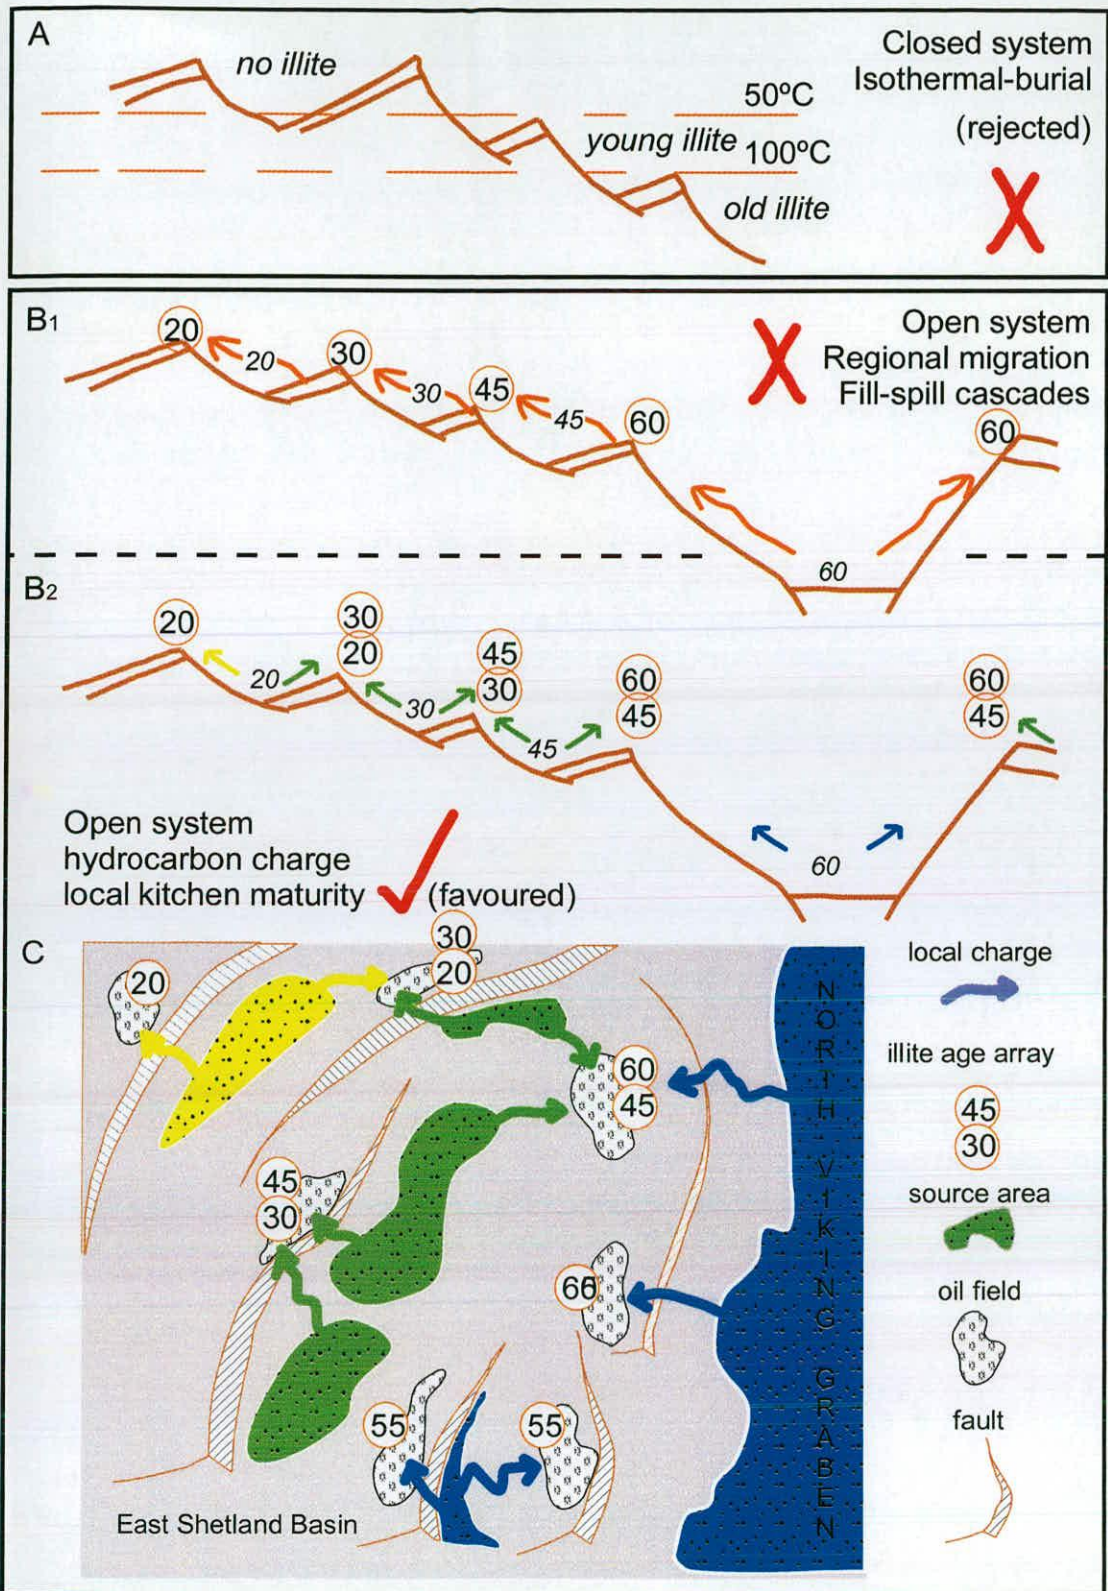 A
no illite
Closed system
Isothermal-burial
(rejected)
50ºC
young illite
100ºC
old illite
B1
20
20
30
30
45
45
60
60
60
Open system
Regional migration
Fill-spill cascades
B2
20
20
30
20
30
45
30
45
60
45
60
60
45
Open system
hydrocarbon charge
local kitchen maturity
(favoured)
C
20
30
20
60
45
45
30
55
55
NORTH VIKING GRABEN
East Shetland Basin
local charge
illite age array
45
30
source area
oil field
fault